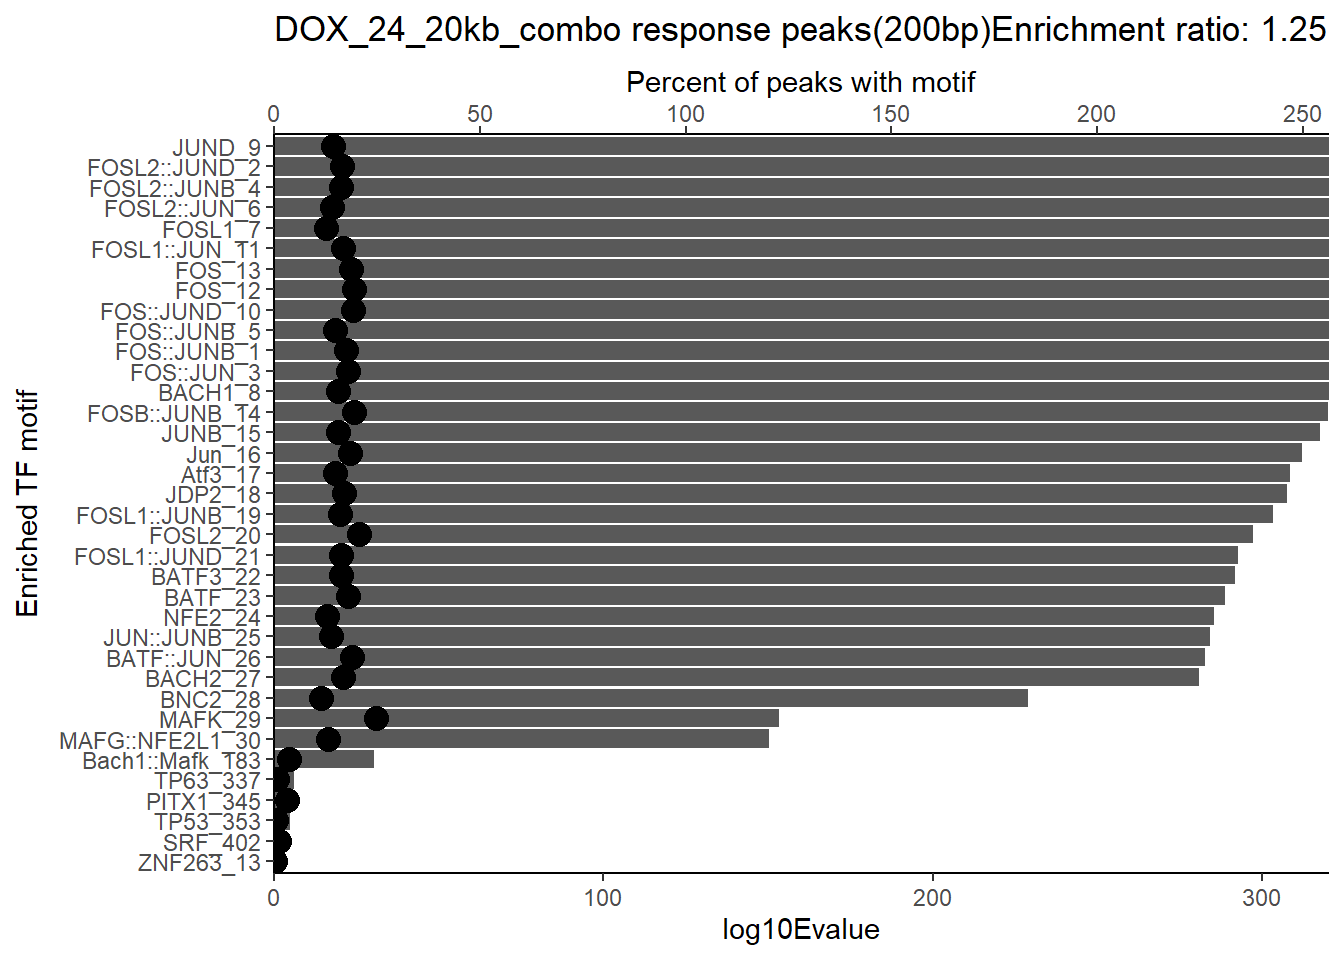 DOX_24_20kb_combo response peaks(200bp)Enrichment ratio: 1.25
Percent of peaks with motif
0 50 100 150 200 250
JUND_9
FOSL2::JUND_2
FOSL2::JUNB_4
FOSL2::JUN_6
FOSL1_7
FOSL1::JUN_11
FOS_13
FOS_12
FOS::JUND_10
FOS::JUNB_5
FOS::JUNB_1
FOS::JUN_3
BACH1_8
FOSB::JUNB_14
JUNB_15
Jun_16
Atf3_17
JDP2_18
FOSL1::JUNB_19
FOSL2_20
FOSL1::JUND_21
BATF3_22
BATF_23
NFE2_24
JUN::JUNB_25
BATF::JUN_26
BACH2_27
BNC2_28
MAFK_29
MAFG::NFE2L1_30
Bach1::Mafk_183
TP63_337
PITX1_345
TP53_353
SRF_402
ZNF263_13
Enriched TF motif
0 100 200 300
log10Evalue